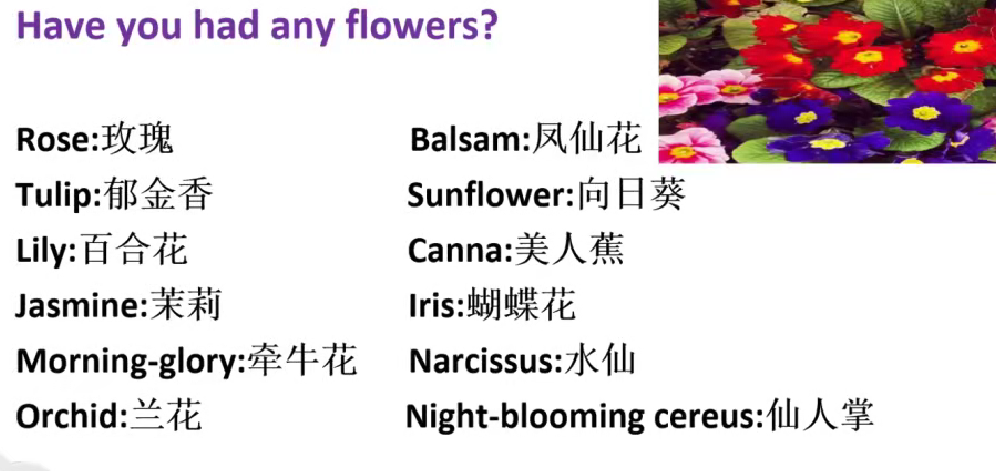 Have you had any flowers?
Rose:玫瑰
Balsam:凤仙花
Tulip:郁金香
Sunflower:向日葵
Lily:百合花
Canna:美人蕉
Jasmine:茉莉
Iris:蝴蝶花
Morning-glory:牵牛花
Narcissus:水仙
Orchid:兰花
Night-blooming cereus:仙人掌